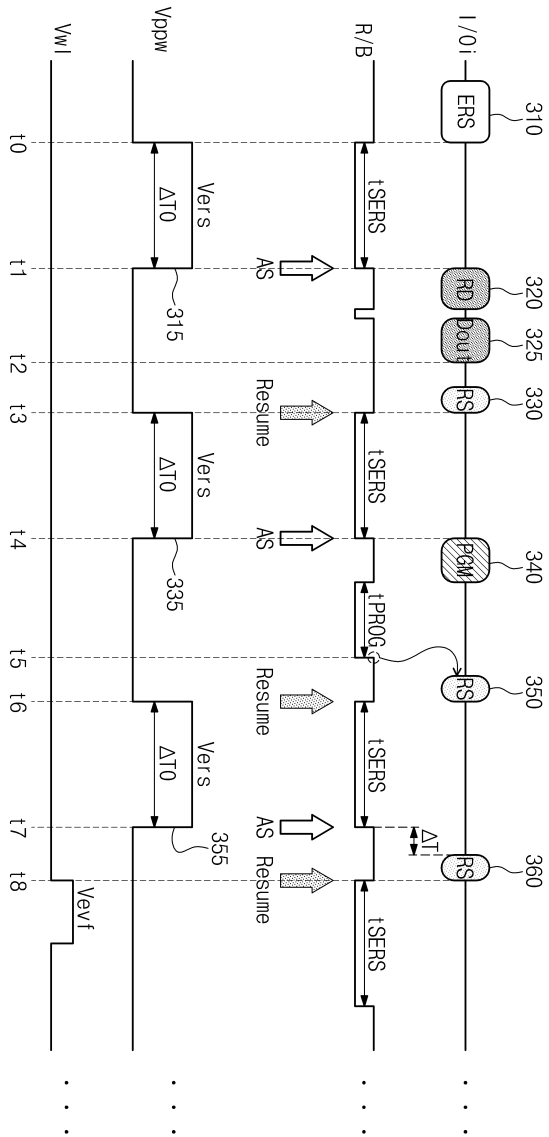 310 320 325 330 340 350 360
I/Oi ERS RD Dout RS PGM RS RS
ΔT
R/B tSERS tSERS tPROG tSERS tSERS
AS Resume AS Resume AS Resume
Vers Vers Vers
Vppw ΔT0 ΔT0 ΔT0
315 335 355
Vwl Vevf
t0 t1 t2 t3 t4 t5 t6 t7 t8